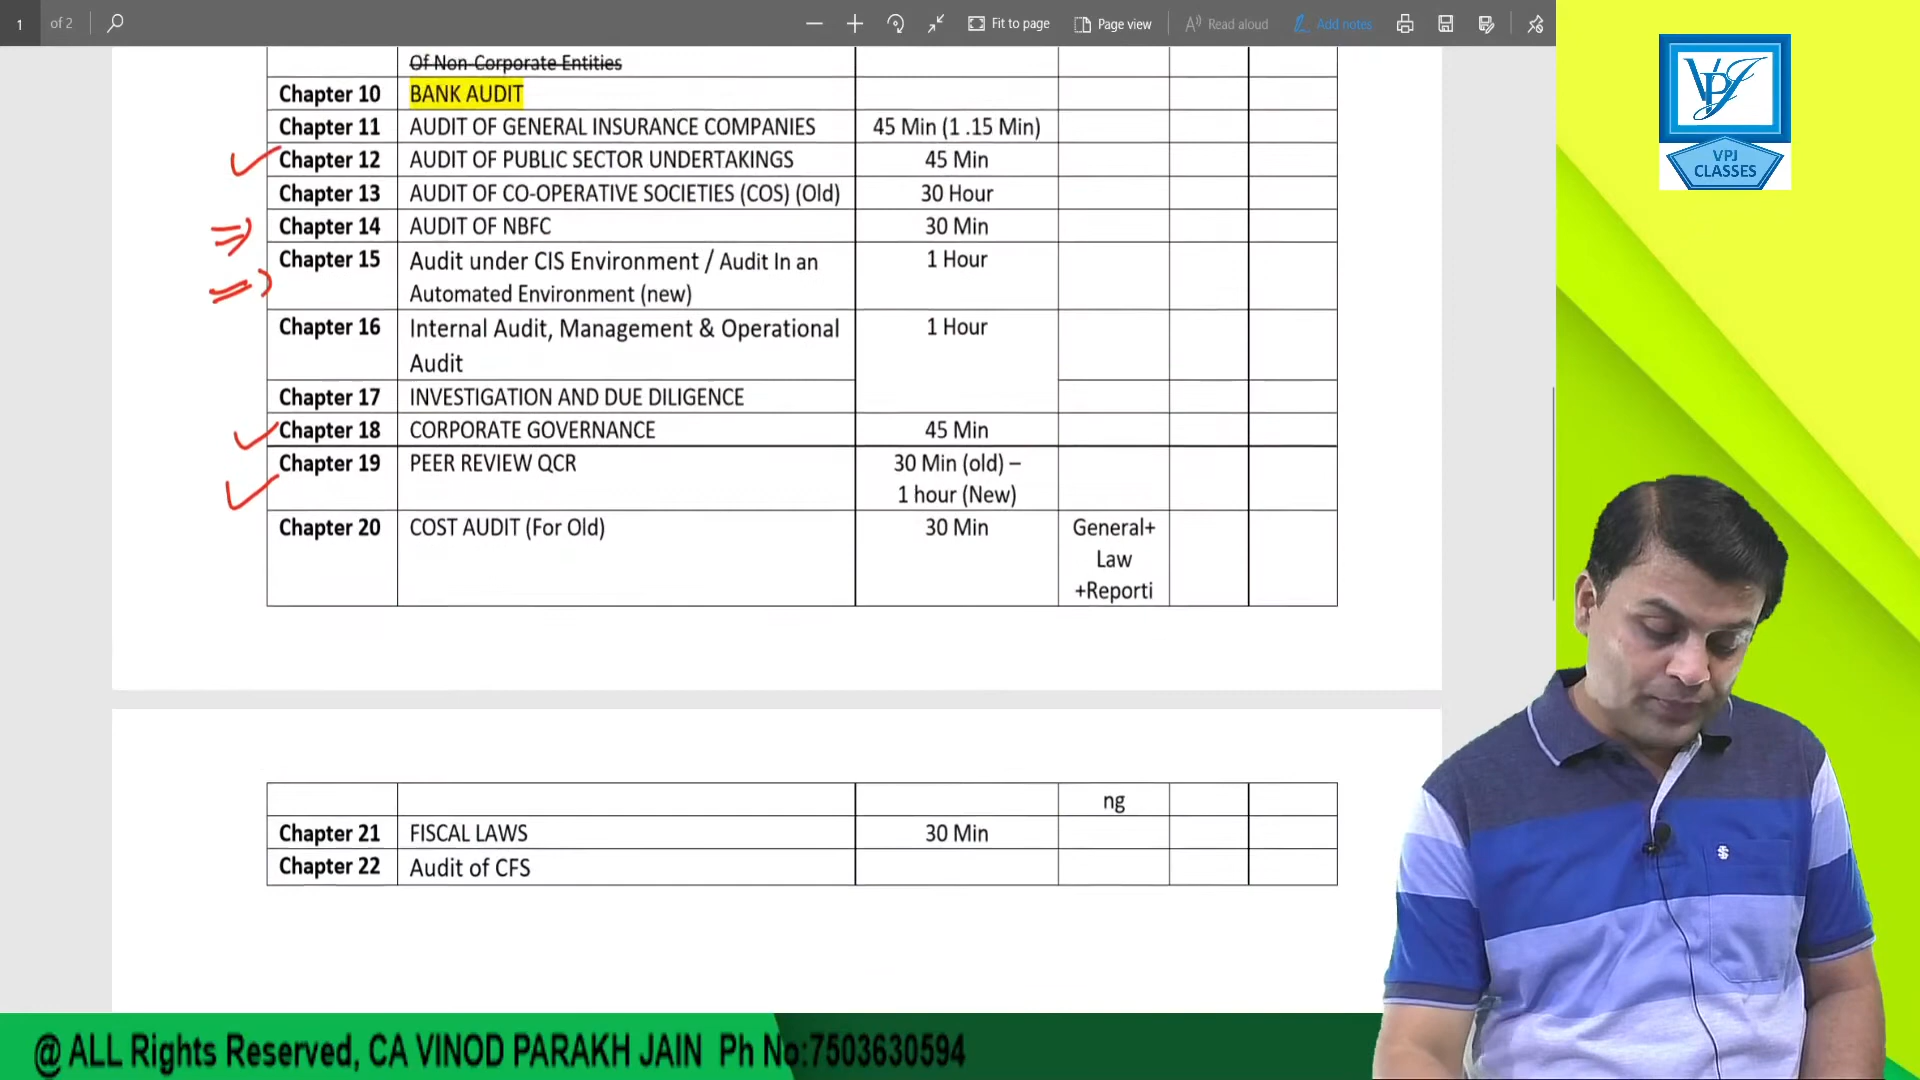 1 of 2 Fit to page Page view Read aloud Add notes
Of Non-Corporate Entities
Chapter 10 BANK AUDIT
Chapter 11 AUDIT OF GENERAL INSURANCE COMPANIES 45 Min (1 .15 Min)
Chapter 12 AUDIT OF PUBLIC SECTOR UNDERTAKINGS 45 Min
Chapter 13 AUDIT OF CO-OPERATIVE SOCIETIES (COS) (Old) 30 Hour
Chapter 14 AUDIT OF NBFC 30 Min
Chapter 15 Audit under CIS Environment / Audit In an 1 Hour
Automated Environment (new)
Chapter 16 Internal Audit, Management & Operational 1 Hour
Audit
Chapter 17 INVESTIGATION AND DUE DILIGENCE
Chapter 18 CORPORATE GOVERNANCE 45 Min
Chapter 19 PEER REVIEW QCR 30 Min (old) –
1 hour (New)
Chapter 20 COST AUDIT (For Old) 30 Min General+
Law
+Reporti
ng
Chapter 21 FISCAL LAWS 30 Min
Chapter 22 Audit of CFS
VPJ
VPJ
CLASSES
@ ALL Rights Reserved, CA VINOD PARAKH JAIN Ph No:7503630594